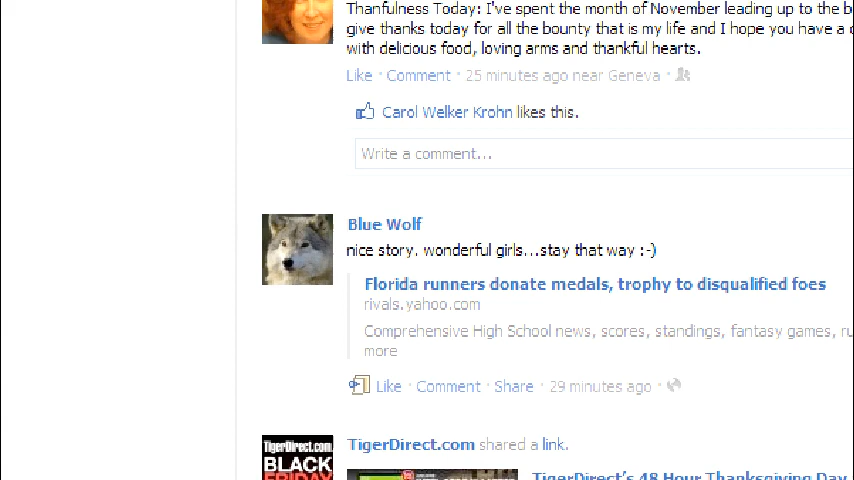 Thanfulness Today: I've spent the month of November leading up to the b
give thanks today for all the bounty that is my life and I hope you have a
with delicious food, loving arms and thankful hearts.
Like · Comment · 25 minutes ago near Geneva ·
Carol Welker Krohn likes this.
Write a comment...
Blue Wolf
nice story. wonderful girls...stay that way :-)
Florida runners donate medals, trophy to disqualified foes
rivals.yahoo.com
Comprehensive High School news, scores, standings, fantasy games, ru
more
Like · Comment · Share · 29 minutes ago ·
TigerDirect.com shared a link.
TigerDirect.com
BLACK
FRIDAY
TigerDirect's 48 Hour Thanksgiving Day